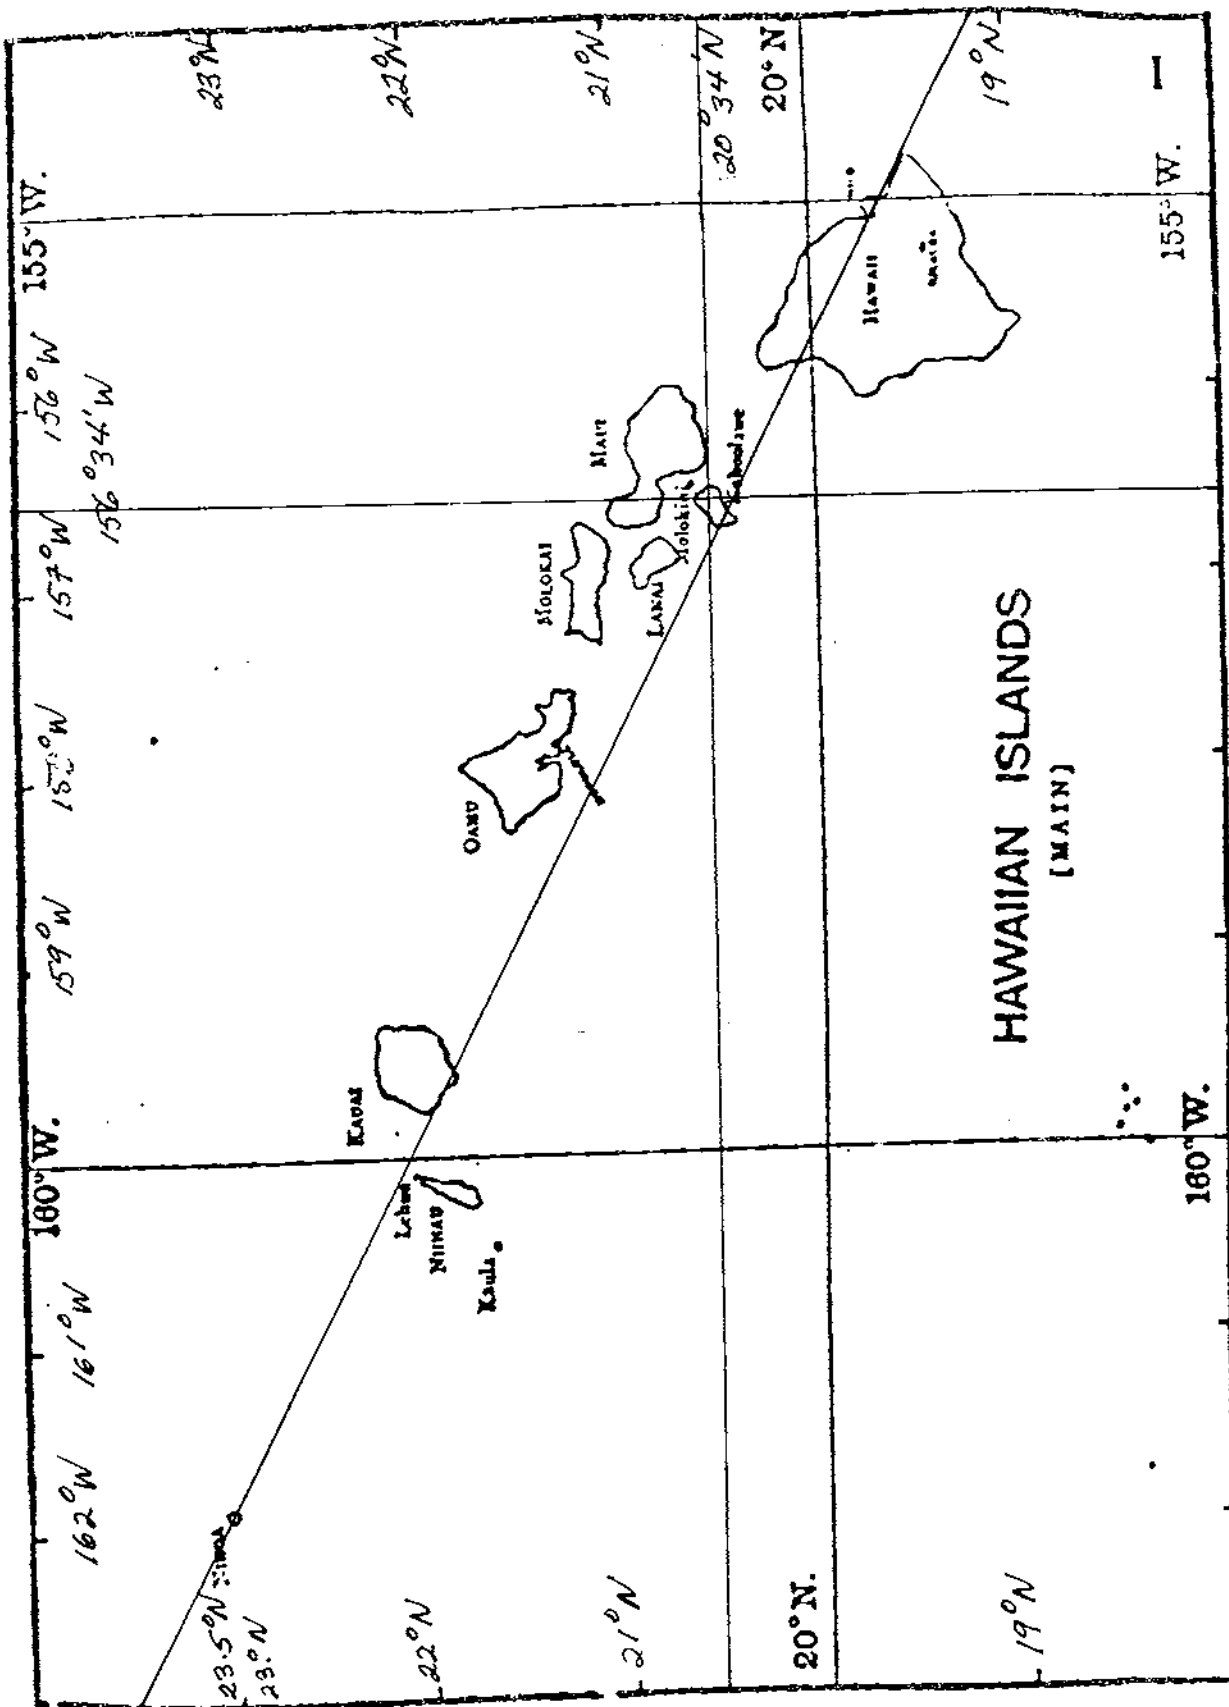 160° W.
155° W.
162°W
161°W
159°W
157°W
156°W
156°34'W
23.5°N
23.°N
23°N
22°N
22°N
21°N
21°N
20°34'N
20°N.
20°N
19°N
19°N
Kauai
Lehua
Niihau
Kaula
Oahu
Molokai
Lanai
Maui
Molokini
Hawaii
HAWAIIAN ISLANDS
[MAIN]
160° W.
155° W.
I